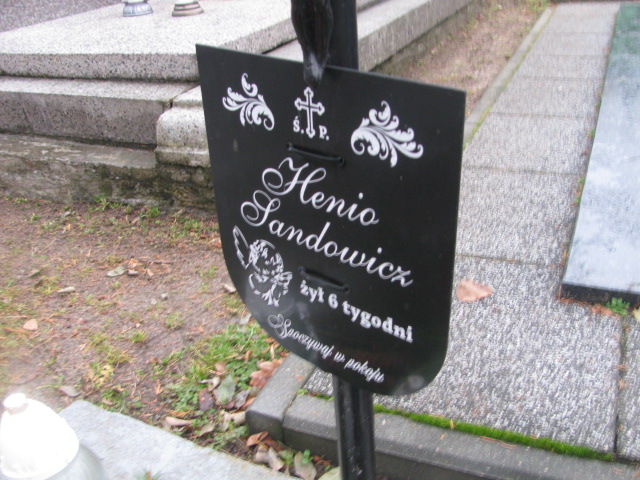 Ś. P.
Henio
Sandowicz
żył 6 tygodni
Spoczywaj w pokoju